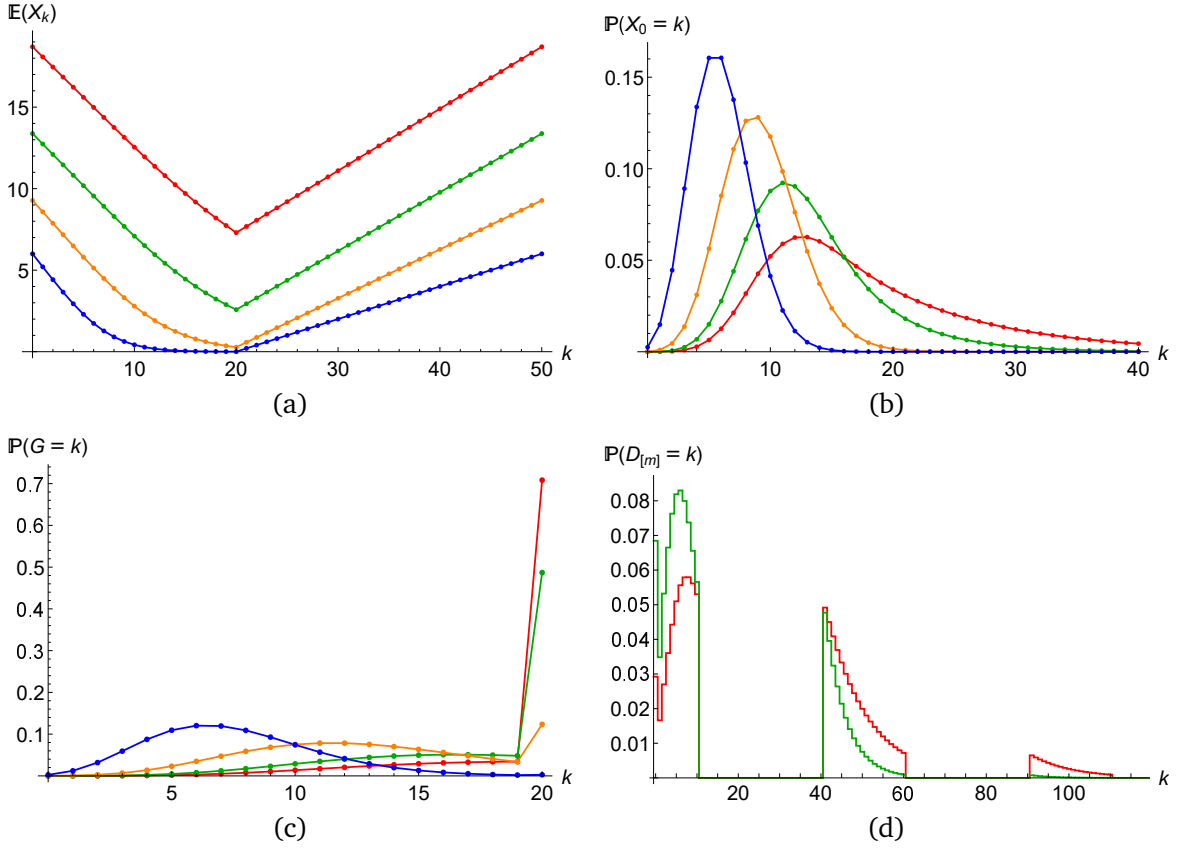 𝔼(X_k)
15
10
5
10 20 30 40 50 k
(a)
ℙ(X_0 = k)
0.15
0.10
0.05
10 20 30 40 k
(b)
ℙ(G = k)
0.7
0.6
0.5
0.4
0.3
0.2
0.1
5 10 15 20 k
(c)
ℙ(D_[m] = k)
0.08
0.07
0.06
0.05
0.04
0.03
0.02
0.01
20 40 60 80 100 k
(d)